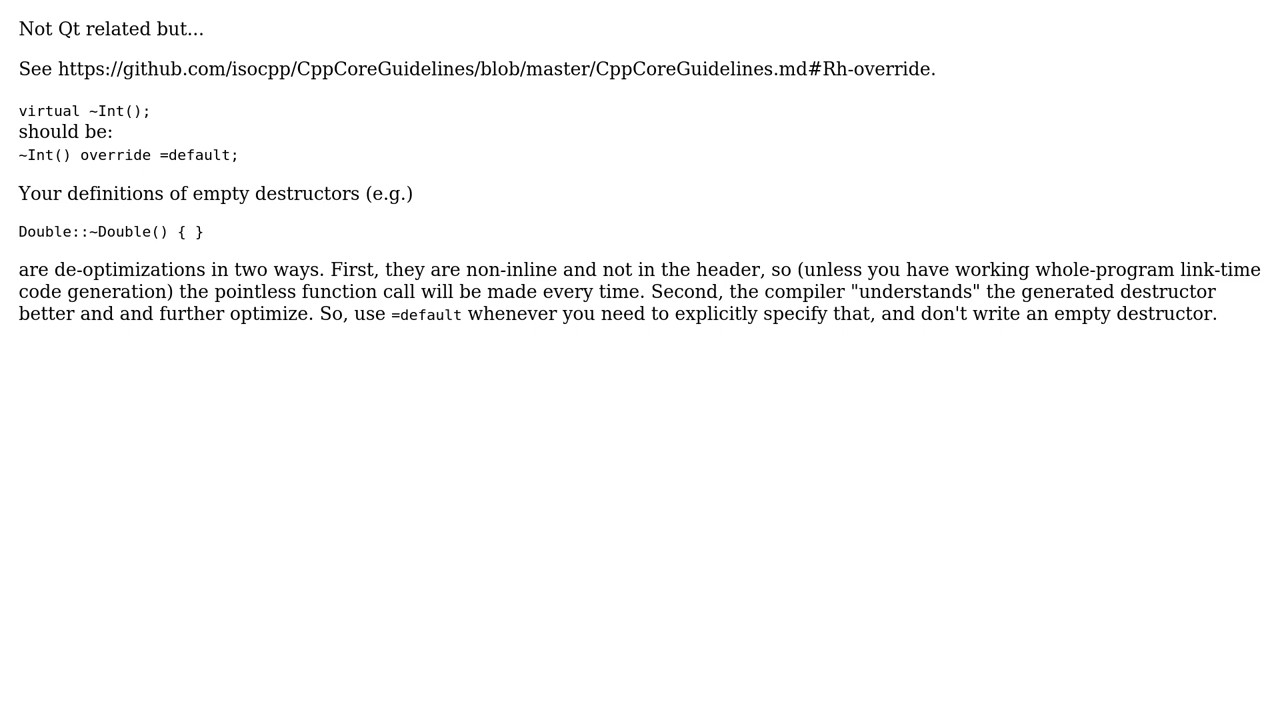 Not Qt related but...
See https://github.com/isocpp/CppCoreGuidelines/blob/master/CppCoreGuidelines.md#Rh-override.
virtual ~Int();
should be:
~Int() override =default;
Your definitions of empty destructors (e.g.)
Double::~Double() { }
are de-optimizations in two ways. First, they are non-inline and not in the header, so (unless you have working whole-program link-time
code generation) the pointless function call will be made every time. Second, the compiler "understands" the generated destructor
better and and further optimize. So, use =default whenever you need to explicitly specify that, and don't write an empty destructor.